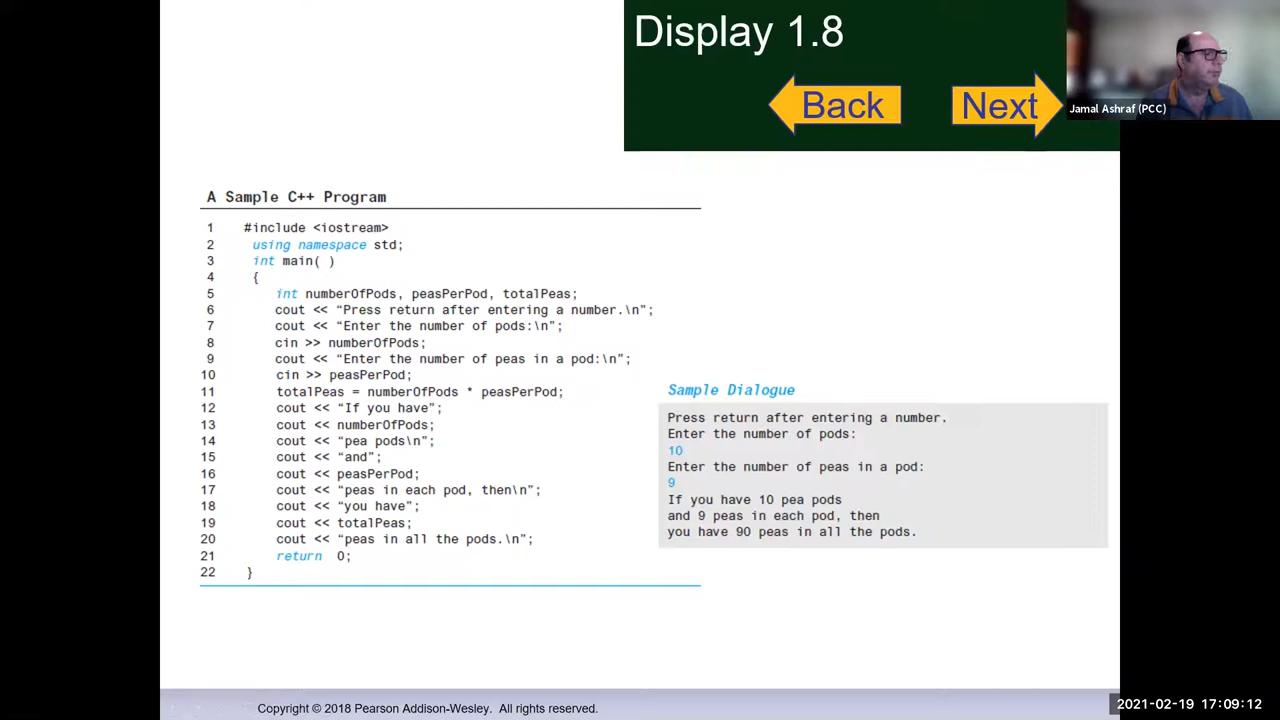 Display 1.8
Back
Next
Jamal Ashraf (PCC)
A Sample C++ Program
1 #include <iostream>
2 using namespace std;
3 int main( )
4 {
5 int numberOfPods, peasPerPod, totalPeas;
6 cout << “Press return after entering a number.\n”;
7 cout << “Enter the number of pods:\n”;
8 cin >> numberOfPods;
9 cout << “Enter the number of peas in a pod:\n”;
10 cin >> peasPerPod;
11 totalPeas = numberOfPods * peasPerPod;
12 cout << “If you have”;
13 cout << numberOfPods;
14 cout << “pea pods\n”;
15 cout << “and”;
16 cout << peasPerPod;
17 cout << “peas in each pod, then\n”;
18 cout << “you have”;
19 cout << totalPeas;
20 cout << “peas in all the pods.\n”;
21 return 0;
22 }
Sample Dialogue
Press return after entering a number.
Enter the number of pods:
10
Enter the number of peas in a pod:
9
If you have 10 pea pods
and 9 peas in each pod, then
you have 90 peas in all the pods.
Copyright © 2018 Pearson Addison-Wesley. All rights reserved.
2021-02-19 17:09:12